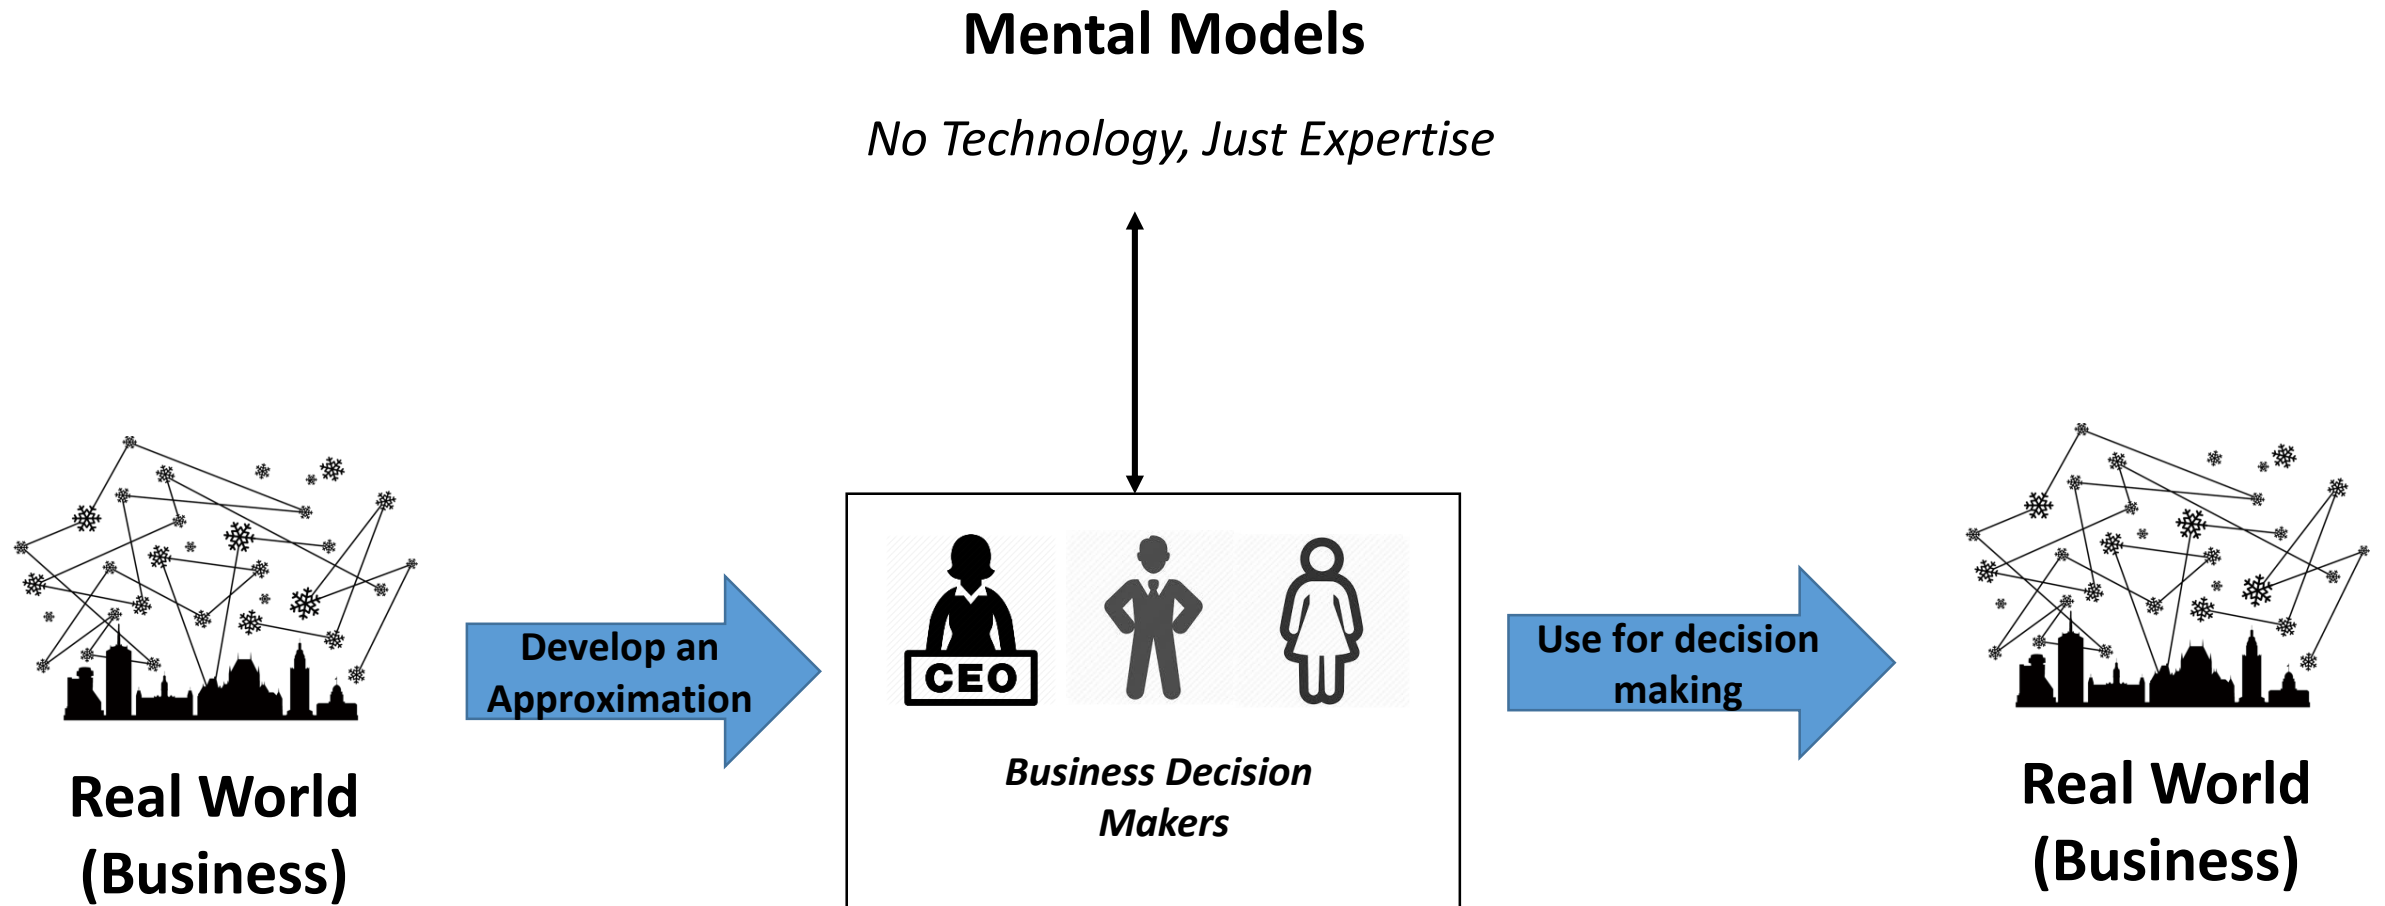 Mental Models
No Technology, Just Expertise
Develop an
Approximation
CEO
Business Decision
Makers
Use for decision
making
Real World
(Business)
Real World
(Business)